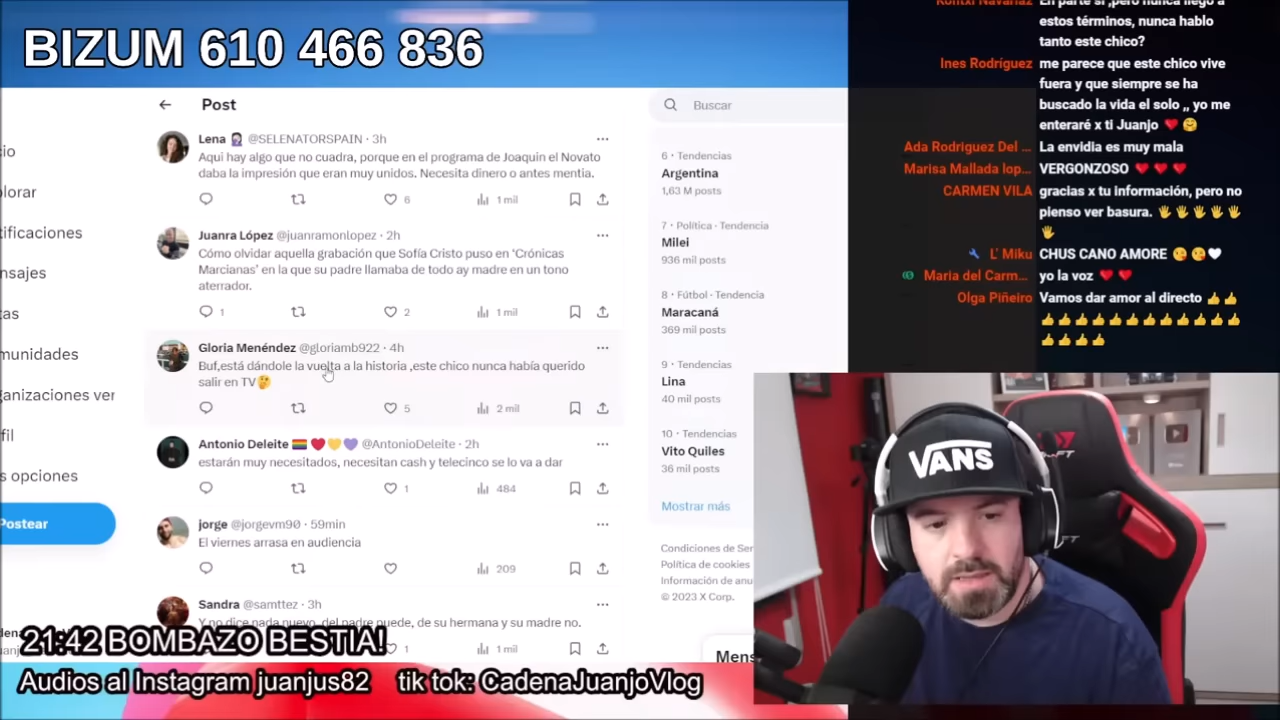 BIZUM 610 466 836
Post
Buscar
Lena @SELENATORSPAIN · 3h
Aqui hay algo que no cuadra, porque en el programa de Joaquin el Novato
daba la impresión que eran muy unidos. Necesita dinero o antes mentia.
6
1 mil
Juanra López @juanramonlopez · 2h
Cómo olvidar aquella grabación que Sofía Cristo puso en 'Crónicas
Marcianas' en la que su padre llamaba de todo ay madre en un tono
aterrador.
1
2
1 mil
Gloria Menéndez @gloriamb922 · 4h
Buf,está dándole la vuelta a la historia ,este chico nunca había querido
salir en TV🤔
5
2 mil
Antonio Deleite 🏳️‍🌈❤️💛💜 @AntonioDeleite · 2h
estarán muy necesitados, necesitan cash y telecinco se lo va a dar
1
484
jorge @jorgevm90 · 59min
El viernes arrasa en audiencia
209
Sandra @samttez · 3h
Y no dice nada nuevo, del padre puede, de su hermana y su madre no.
1
1 mil
cio
plorar
tificaciones
nsajes
tas
munidades
ganizaciones ver
fil
s opciones
Postear
6 · Tendencias
Argentina
1,63 M posts
7 · Política · Tendencia
Milei
936 mil posts
8 · Fútbol · Tendencia
Maracaná
369 mil posts
9 · Tendencias
Lina
40 mil posts
10 · Tendencias
Vito Quiles
36 mil posts
Mostrar más
Condiciones de Ser
Política de cookies
Información de anu
© 2023 X Corp.
Mens
estos términos, nunca hablo
tanto este chico?
Ines Rodríguez me parece que este chico vive
fuera y que siempre se ha
buscado la vida el solo ,, yo me
enteraré x ti Juanjo ❤️🤗
Ada Rodriguez Del ... La envidia es muy mala
Marisa Mallada lop... VERGONZOSO ❤️❤️❤️
CARMEN VILA gracias x tu información, pero no
pienso ver basura. 🖐🖐🖐🖐🖐
🖐
L' Miku CHUS CANO AMORE 😘😘🤍
Maria del Carm... yo la voz ❤️❤️
Olga Piñeiro Vamos dar amor al directo 👍👍
👍👍👍👍👍👍👍👍👍👍👍👍
👍👍👍👍
VANS
21:42 BOMBAZO BESTIA!
Audios al Instagram juanjus82 tik tok: CadenaJuanjoVlog